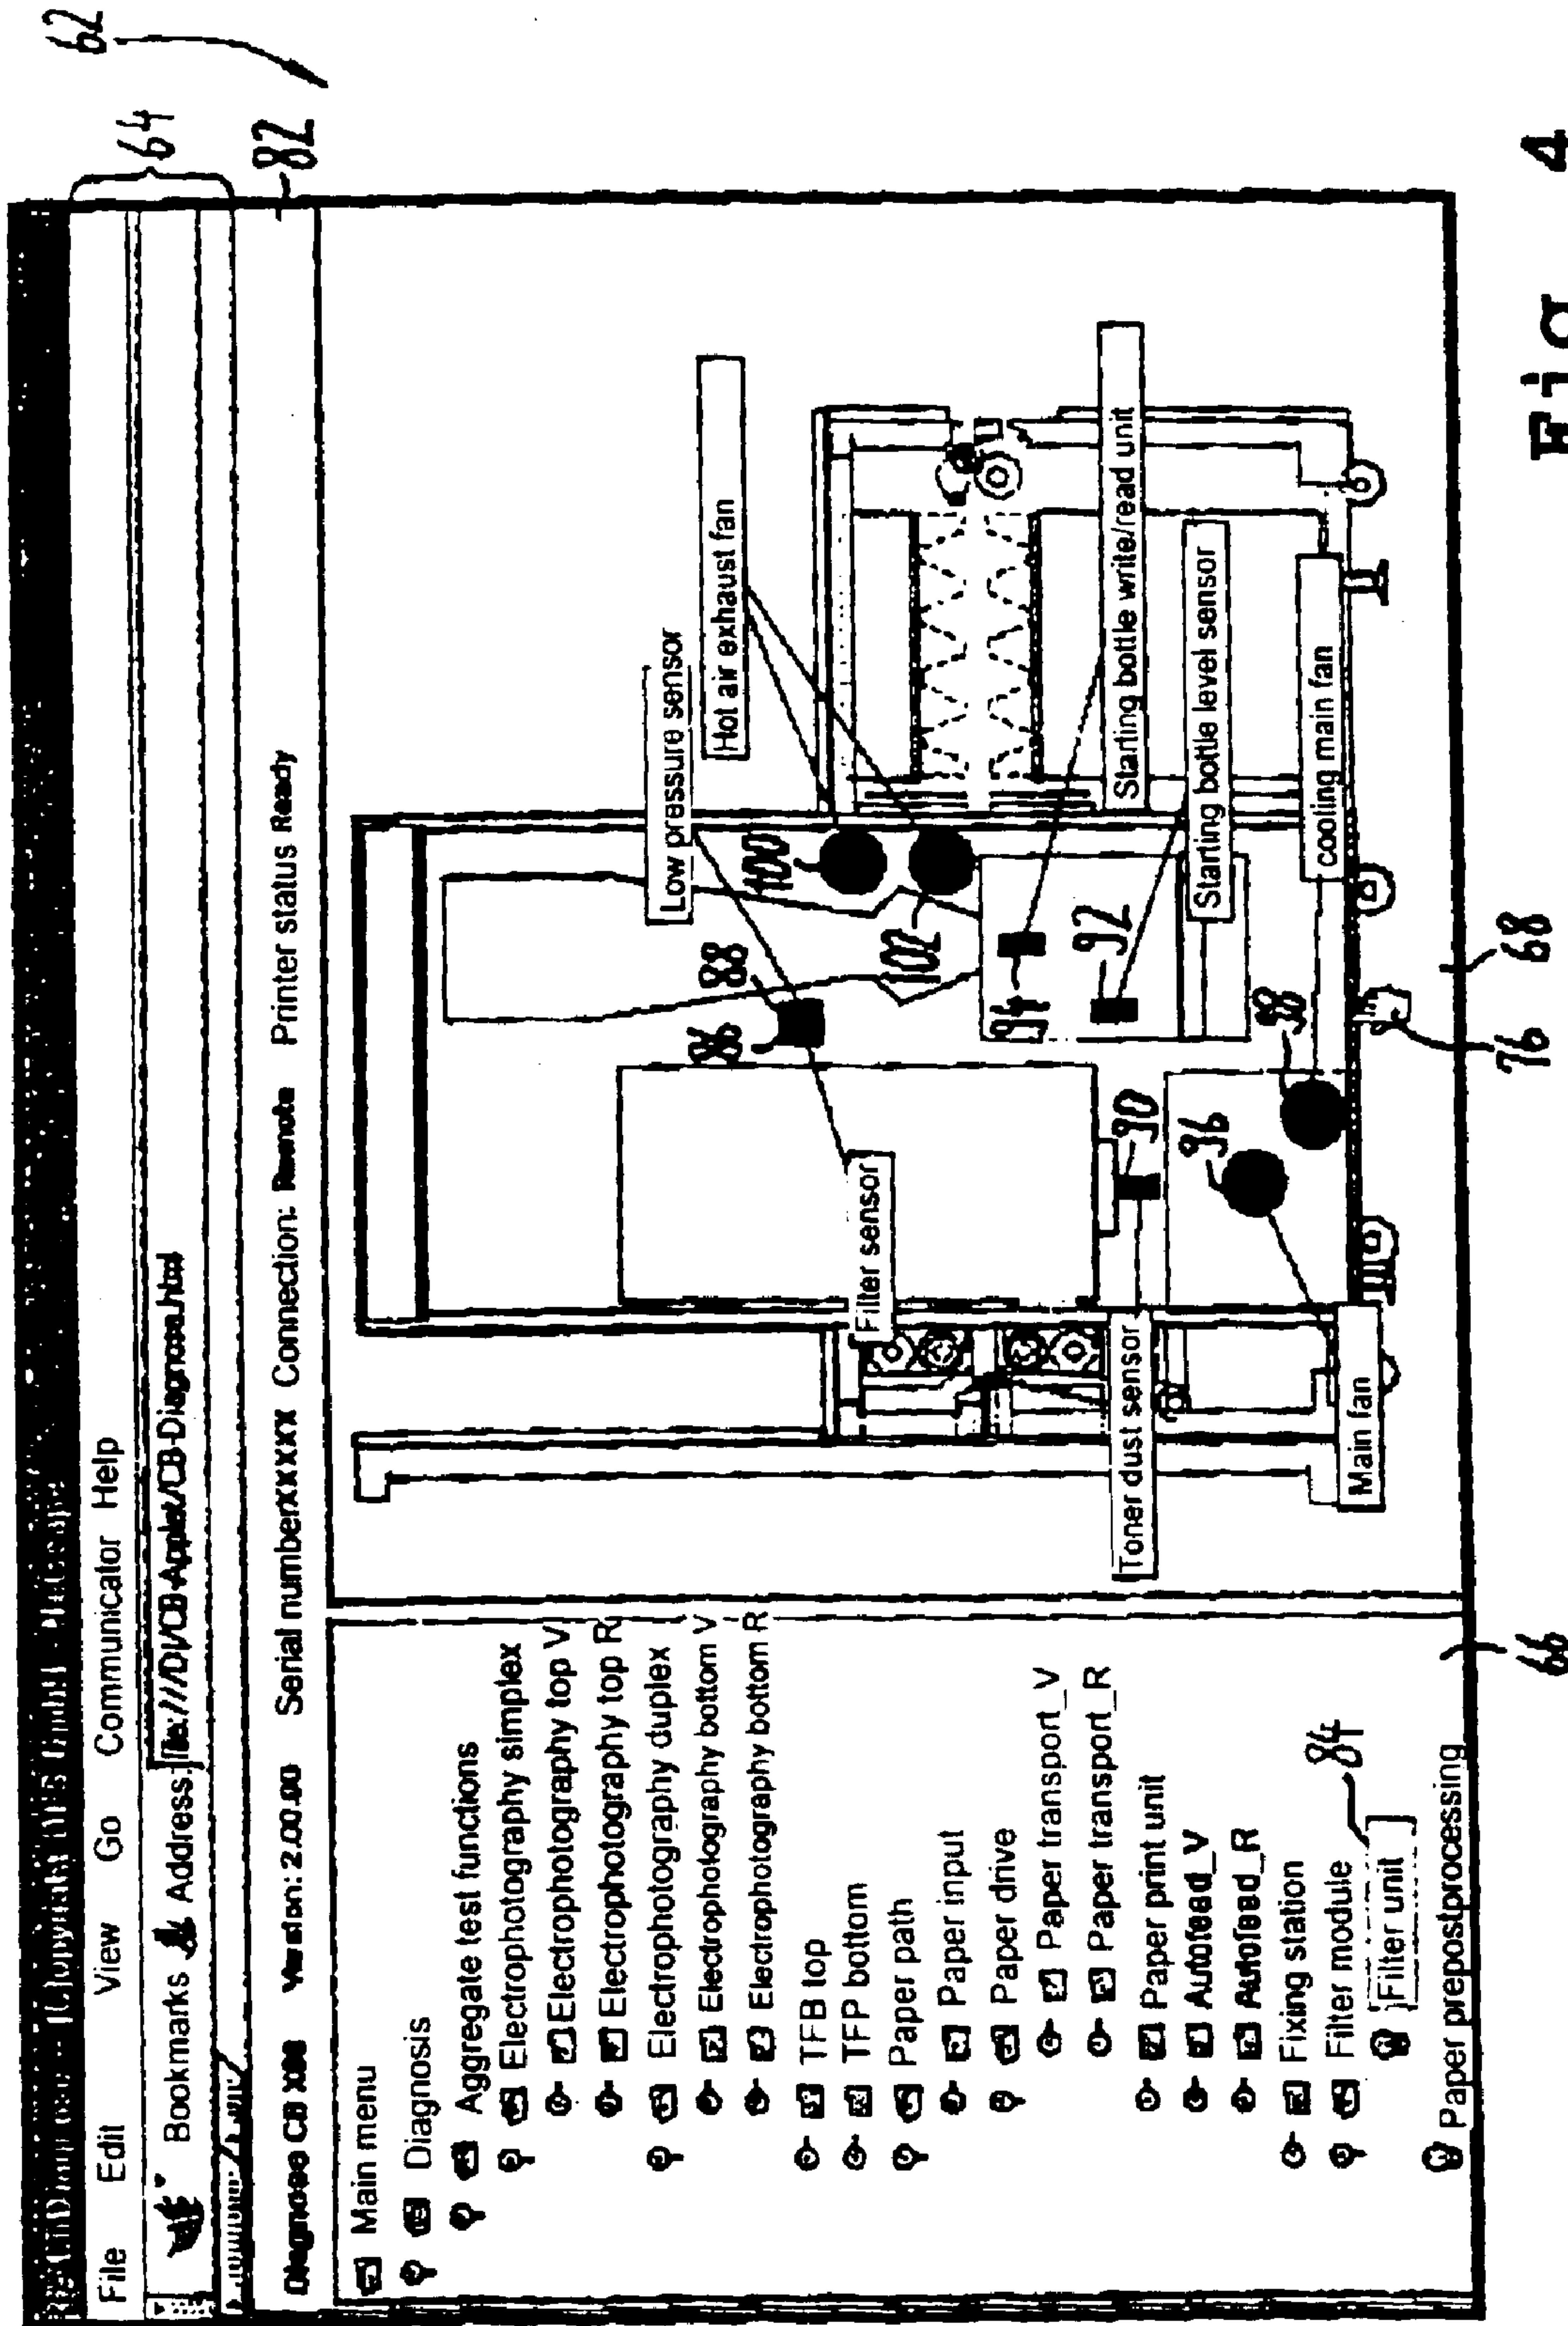 62
64
82
File Edit View Go Communicator Help
Bookmarks Address:
Diagnose CB Version: 2.00.00 Serial numberXXXXX Connection: Remote Printer status Ready
Main menu
Diagnosis
Aggregate test functions
Electrophotography simplex
Electrophotography top V
Electrophotography top R
Electrophotography duplex
Electrophotography bottom V
Electrophotography bottom R
TFB top
TFP bottom
Paper path
Paper input
Paper drive
Paper transport_V
Paper transport_R
Paper print unit
Autofeed_V
Autofeed_R
Fixing station
Filter module
84
Filter unit
Paper prepostprocessing
66
Low pressure sensor
Hot air exhaust fan
88
86
100
102
Filter sensor
94
92
Starting bottle write/read unit
Starting bottle level sensor
Toner dust sensor
90
96
98
Main fan
cooling main fan
76
68
Fig. 4